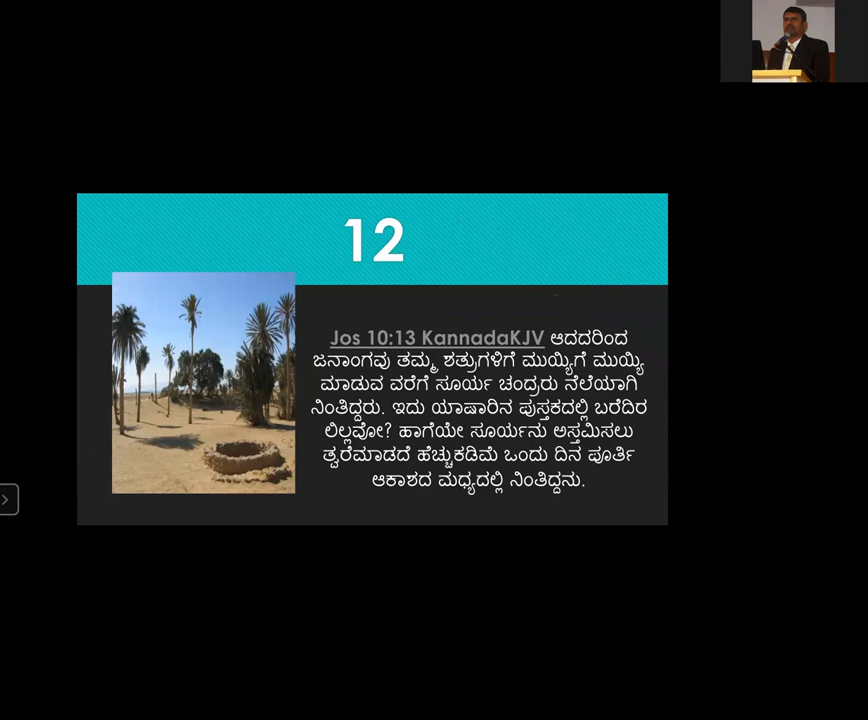 12
Jos 10:13 KannadaKJV ಆದದರಿಂದ
ಜನಾಂಗವು ತಮ್ಮ ಶತ್ರುಗಳಿಗೆ ಮುಯ್ಯಿಗೆ ಮುಯ್ಯಿ
ಮಾಡುವ ವರೆಗೆ ಸೂರ್ಯ ಚಂದ್ರರು ನೆಲೆಯಾಗಿ
ನಿಂತಿದ್ದರು. ಇದು ಯಾಷಾರಿನ ಪುಸ್ತಕದಲ್ಲಿ ಬರೆದಿರ
ಲಿಲ್ಲವೋ? ಹಾಗೆಯೇ ಸೂರ್ಯನು ಅಸ್ತಮಿಸಲು
ತ್ವರೆಮಾಡದೆ ಹೆಚ್ಚುಕಡಿಮೆ ಒಂದು ದಿನ ಪೂರ್ತಿ
ಆಕಾಶದ ಮಧ್ಯದಲ್ಲಿ ನಿಂತಿದ್ದನು.